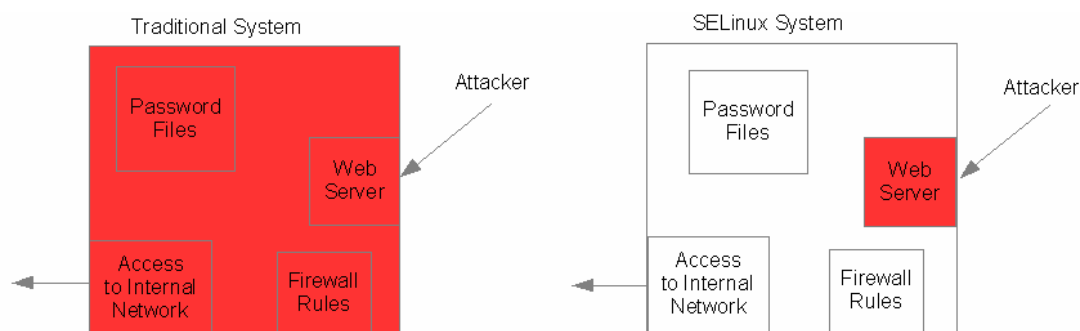 Traditional System
Password
Files
Attacker
Web
Server
Access
to Internal
Network
Firewall
Rules
SELinux System
Password
Files
Attacker
Web
Server
Access
to Internal
Network
Firewall
Rules